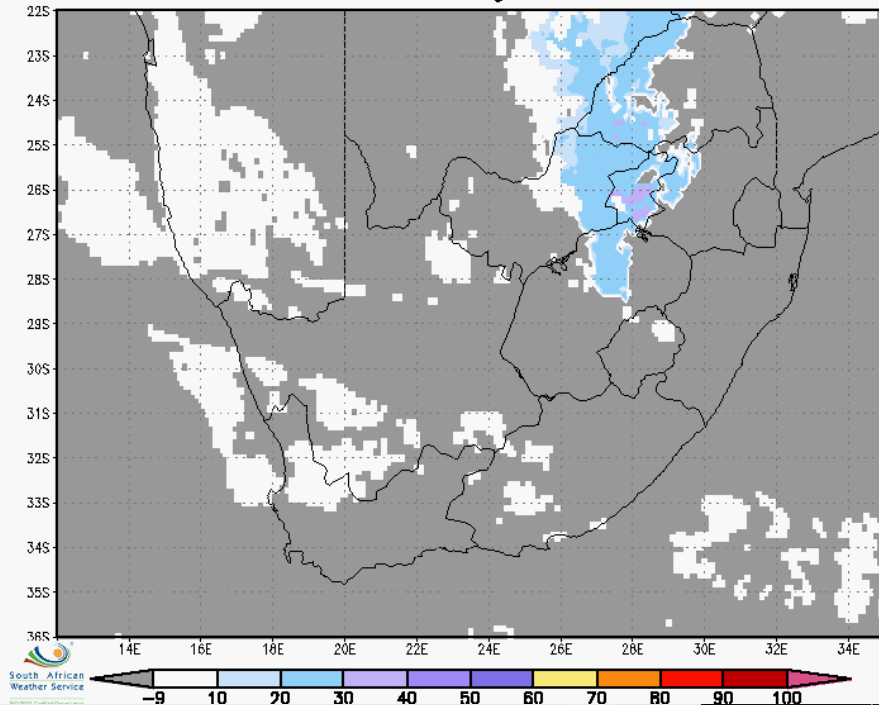 22S
23S
24S
25S
26S
27S
28S
29S
30S
31S
32S
33S
34S
35S
36S
14E 16E 18E 20E 22E 24E 26E 28E 30E 32E 34E
South African
Weather Service
-9 10 20 30 40 50 60 70 80 90 100